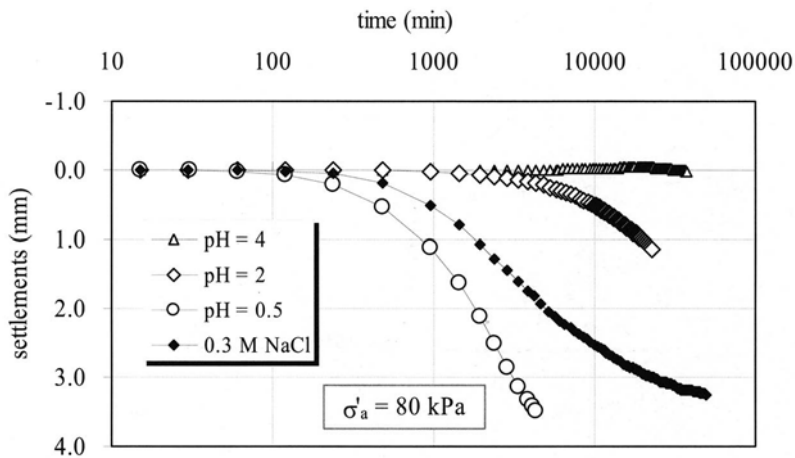 time (min)
10 100 1000 10000 100000
-1.0
0.0
1.0
2.0
3.0
4.0
settlements (mm)
pH = 4
pH = 2
pH = 0.5
0.3 M NaCl
σ'a = 80 kPa